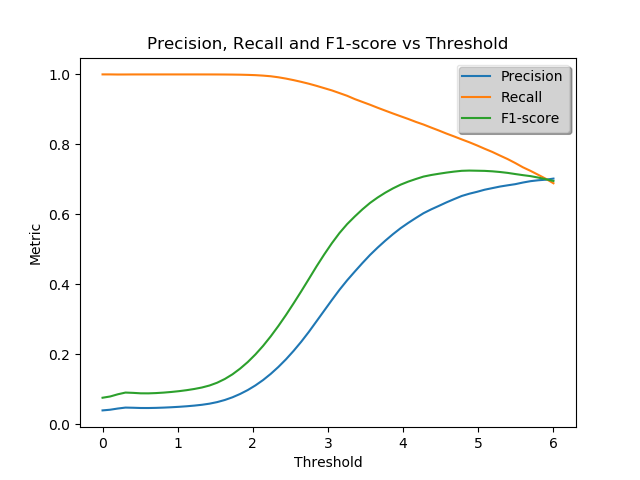 Precision, Recall and F1-score vs Threshold
Precision
Recall
F1-score
Metric
1.0
0.8
0.6
0.4
0.2
0.0
0 1 2 3 4 5 6
Threshold